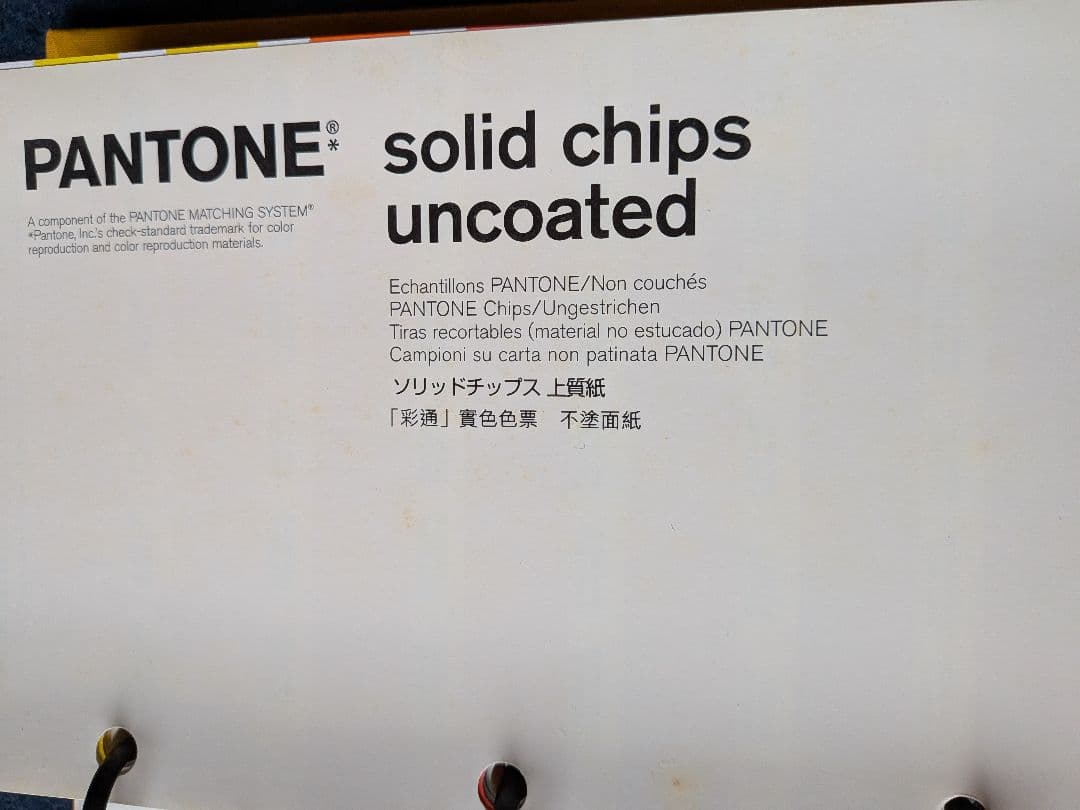 PANTONE®*
A component of the PANTONE MATCHING SYSTEM®
*Pantone, Inc.'s check-standard trademark for color
reproduction and color reproduction materials.
solid chips
uncoated
Echantillons PANTONE/Non couchés
PANTONE Chips/Ungestrichen
Tiras recortables (material no estucado) PANTONE
Campioni su carta non patinata PANTONE
ソリッドチップス 上質紙
「彩通」實色色票　不塗面紙